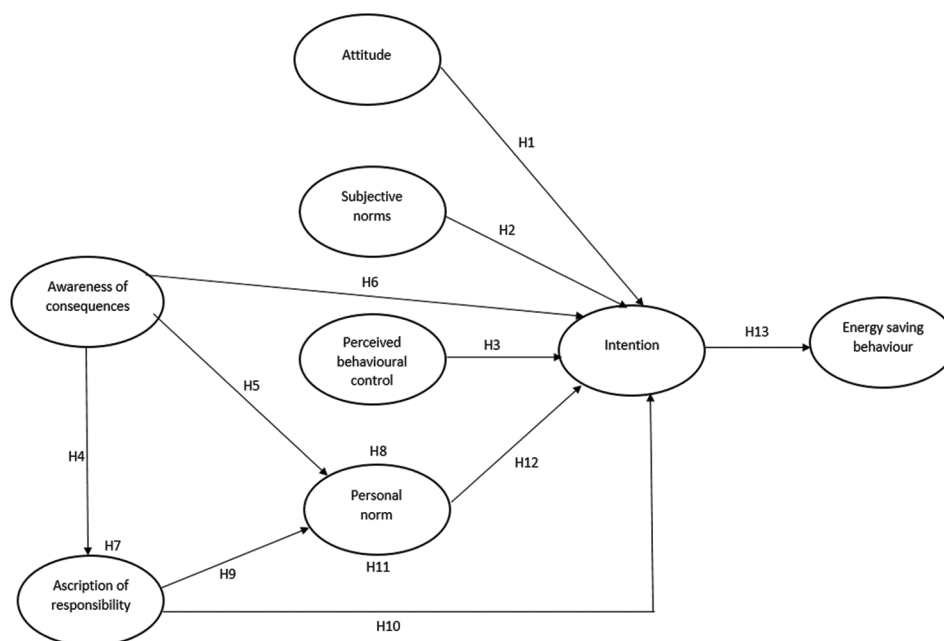 Attitude
H1
Subjective
norms
H2
Awareness of
consequences
H6
Perceived
behavioural
control
H3
Intention
H13
Energy saving
behaviour
H5
H4
H8
Personal
norm
H12
H7
H9
H11
Ascription of
responsibility
H10